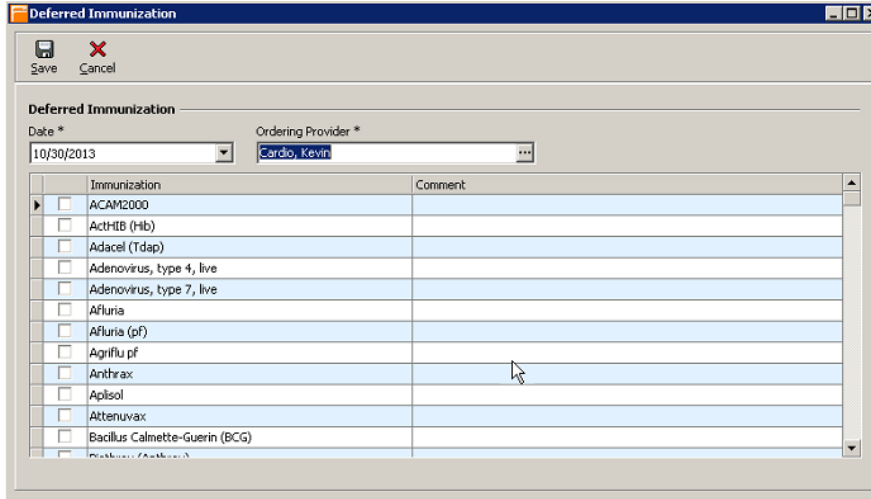 Deferred Immunization
Save Cancel
Deferred Immunization
Date * Ordering Provider *
10/30/2013 Cardio, Kevin ...
Immunization Comment
ACAM2000
ActHIB (Hib)
Adacel (Tdap)
Adenovirus, type 4, live
Adenovirus, type 7, live
Afluria
Afluria (pf)
Agriflu pf
Anthrax
Aplisol
Attenuvax
Bacillus Calmette-Guerin (BCG)